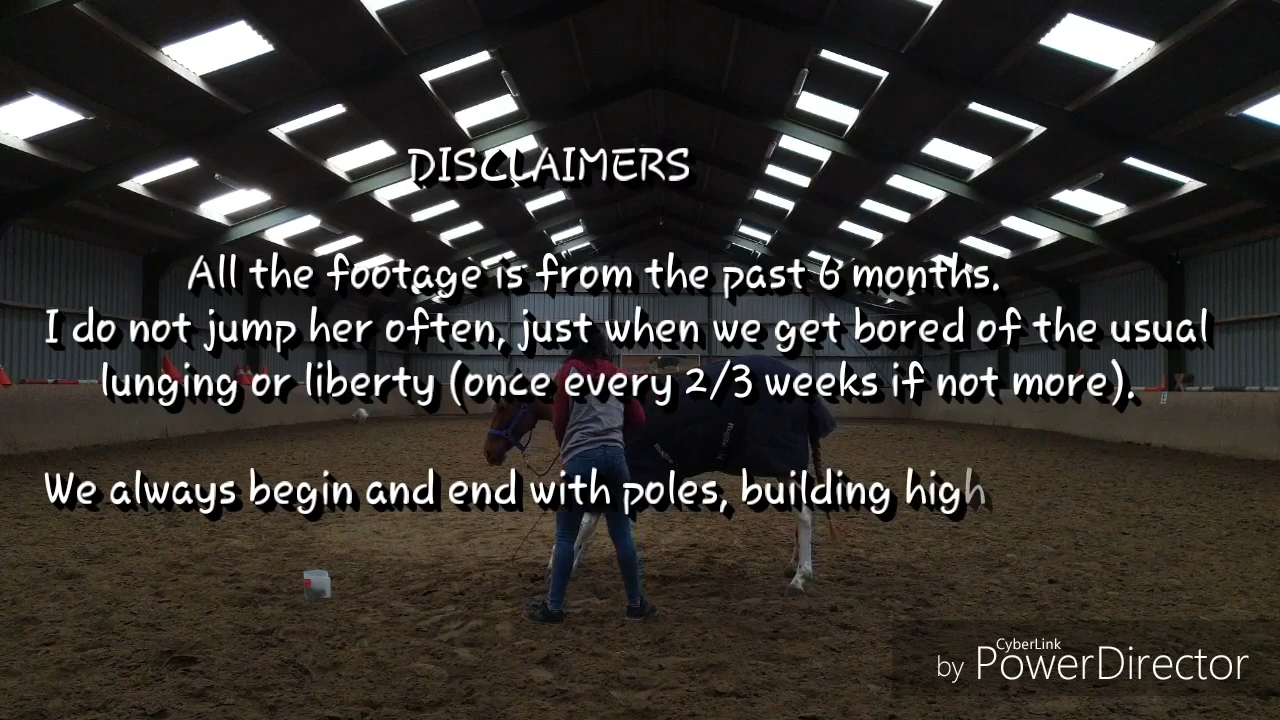 DISCLAIMERS
All the footage is from the past 6 months.
I do not jump her often, just when we get bored of the usual
lunging or liberty (once every 2/3 weeks if not more).
We always begin and end with poles, building high
CyberLink
by PowerDirector